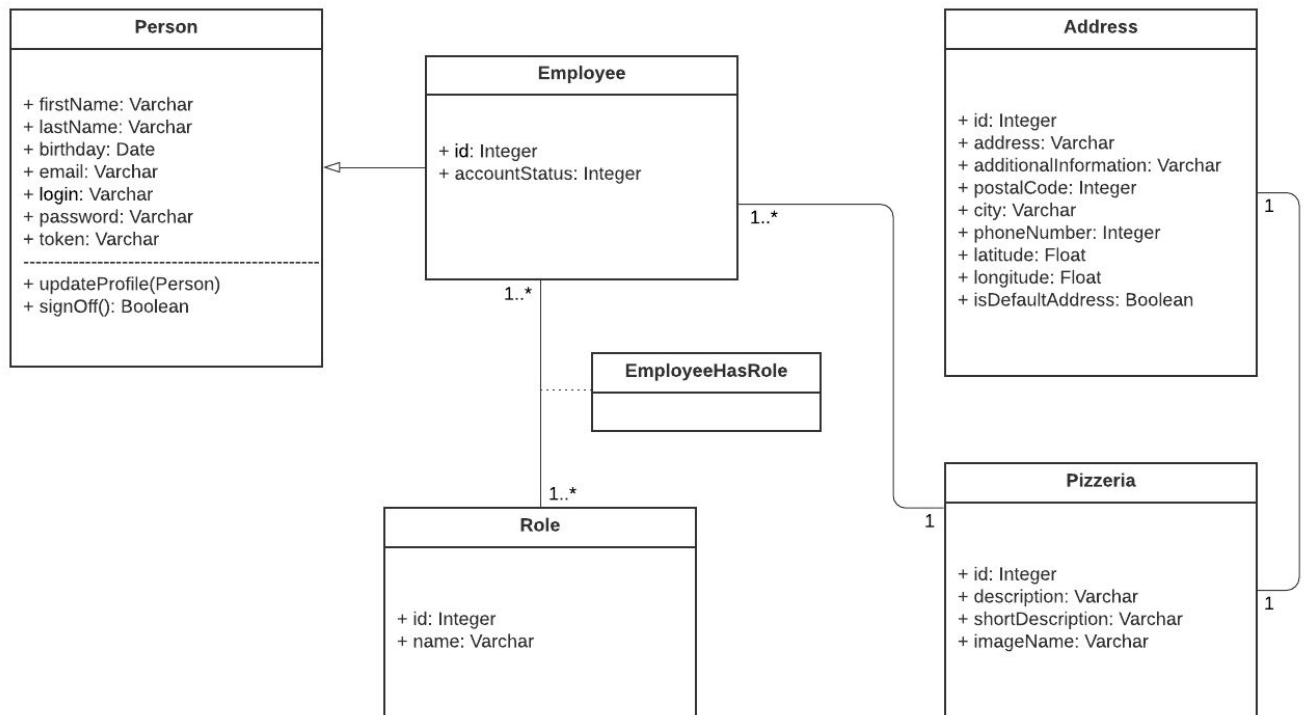 Person
+ firstName: Varchar
+ lastName: Varchar
+ birthday: Date
+ email: Varchar
+ login: Varchar
+ password: Varchar
+ token: Varchar
+ updateProfile(Person)
+ signOff(): Boolean
Employee
+ id: Integer
+ accountStatus: Integer
1..*
1..*
Address
+ id: Integer
+ address: Varchar
+ additionalInformation: Varchar
+ postalCode: Integer
+ city: Varchar
+ phoneNumber: Integer
+ latitude: Float
+ longitude: Float
+ isDefaultAddress: Boolean
1
EmployeeHasRole
1..*
Role
+ id: Integer
+ name: Varchar
Pizzeria
1
+ id: Integer
+ description: Varchar
+ shortDescription: Varchar
+ imageName: Varchar
1